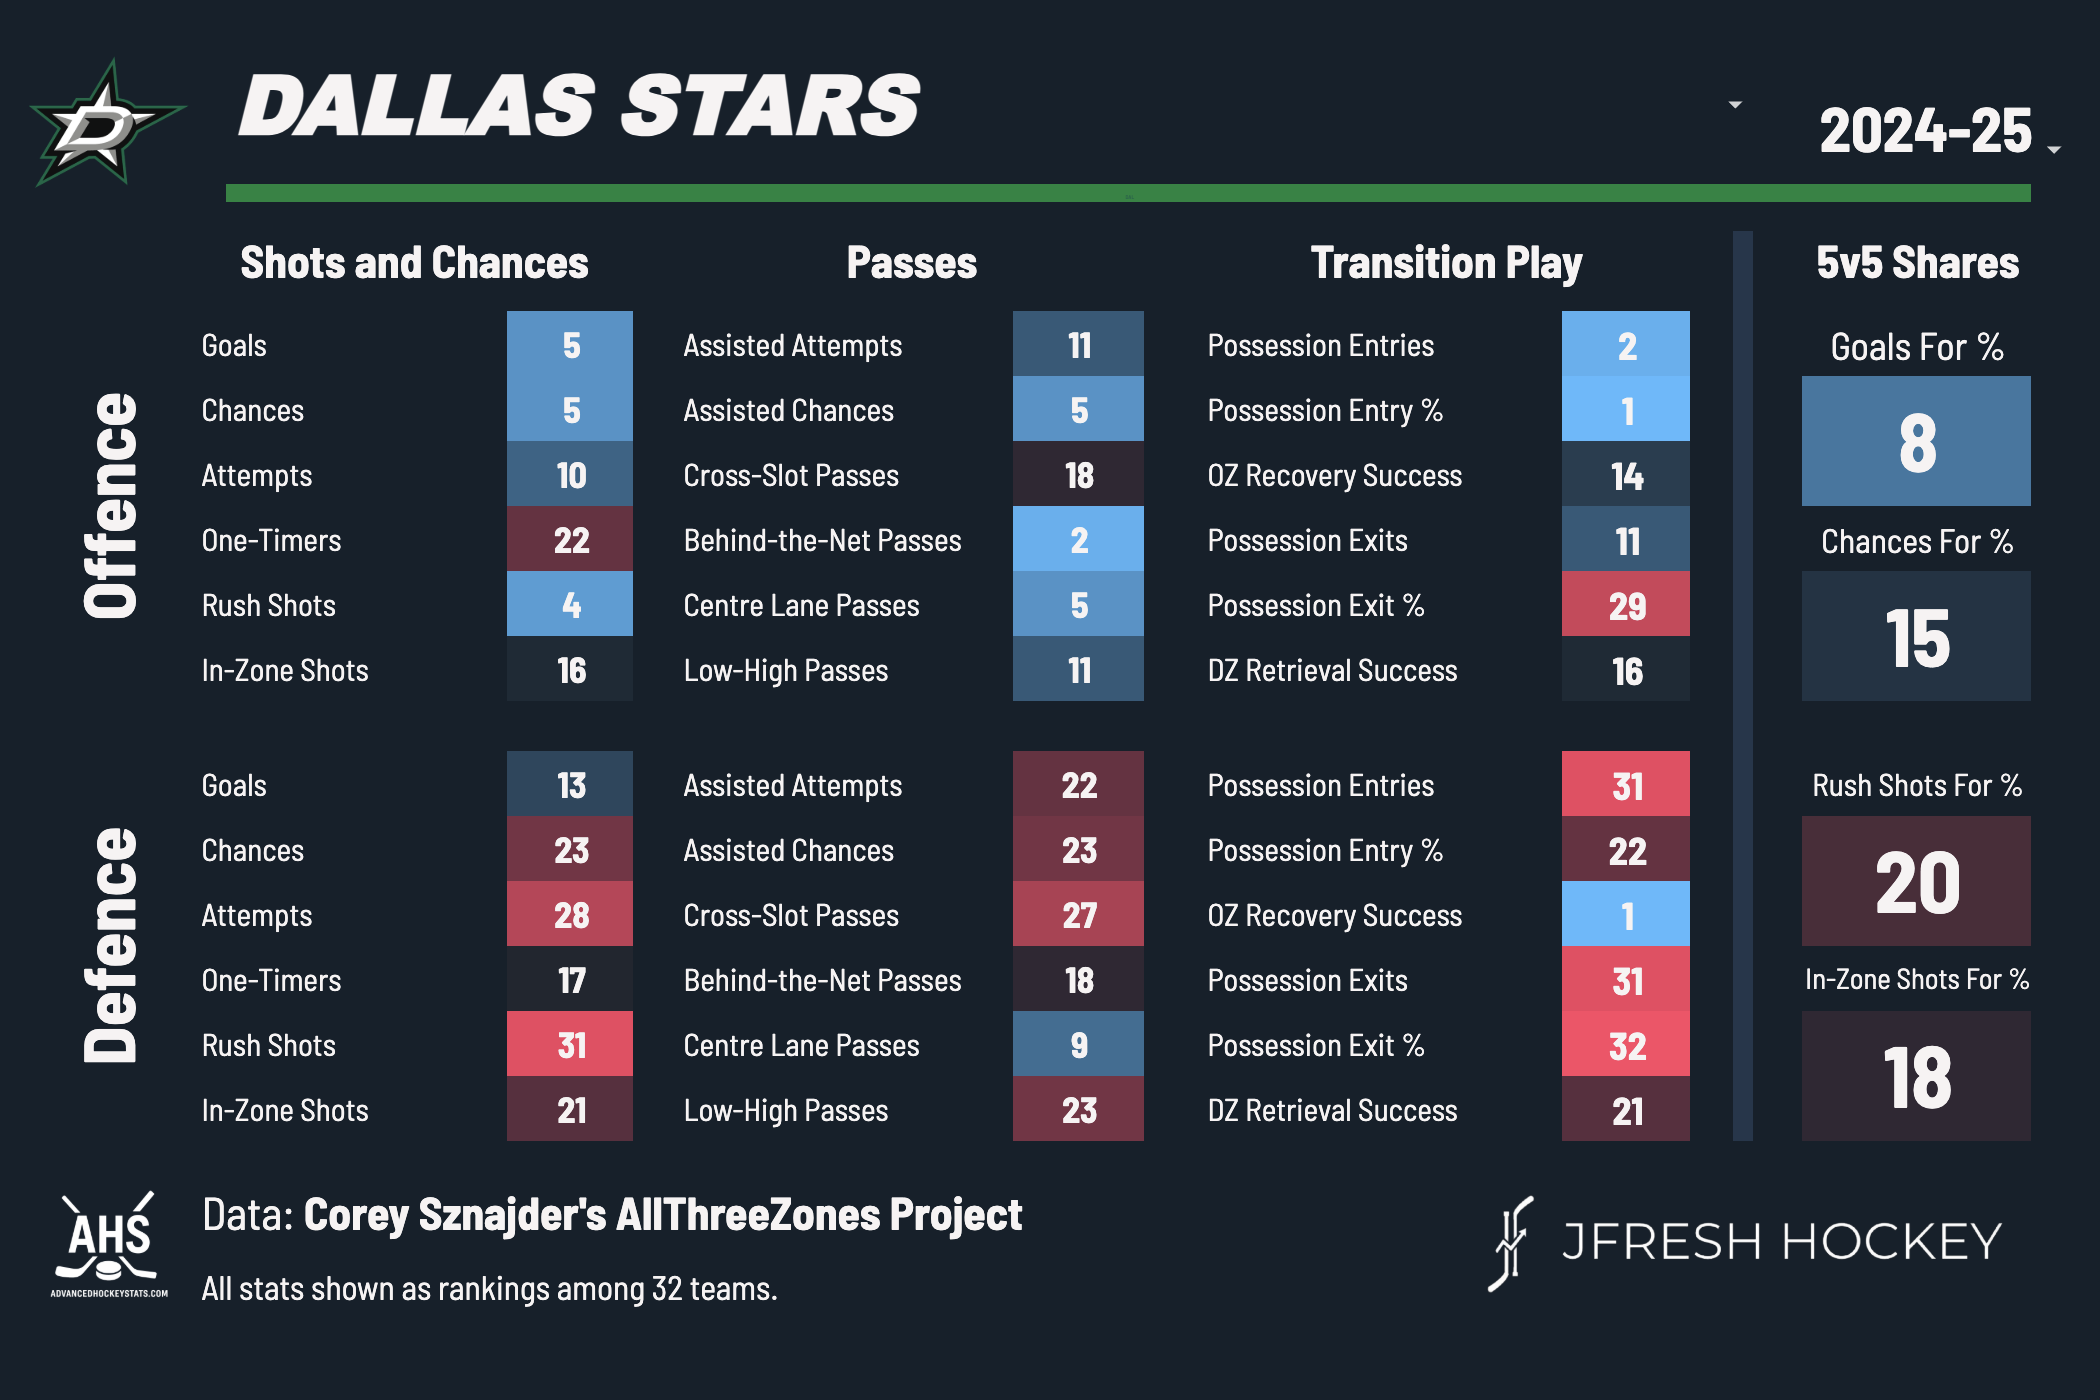 DALLAS STARS
2024-25
Shots and Chances Passes Transition Play 5v5 Shares
Offence
Goals 5 Assisted Attempts 11 Possession Entries 2 Goals For %
Chances 5 Assisted Chances 5 Possession Entry % 1 8
Attempts 10 Cross-Slot Passes 18 OZ Recovery Success 14
One-Timers 22 Behind-the-Net Passes 2 Possession Exits 11 Chances For %
Rush Shots 4 Centre Lane Passes 5 Possession Exit % 29 15
In-Zone Shots 16 Low-High Passes 11 DZ Retrieval Success 16
Defence
Goals 13 Assisted Attempts 22 Possession Entries 31 Rush Shots For %
Chances 23 Assisted Chances 23 Possession Entry % 22 20
Attempts 28 Cross-Slot Passes 27 OZ Recovery Success 1
One-Timers 17 Behind-the-Net Passes 18 Possession Exits 31 In-Zone Shots For %
Rush Shots 31 Centre Lane Passes 9 Possession Exit % 32 18
In-Zone Shots 21 Low-High Passes 23 DZ Retrieval Success 21
AHS
ADVANCEDHOCKEYSTATS.COM
Data: Corey Sznajder's AllThreeZones Project
All stats shown as rankings among 32 teams.
JFRESH HOCKEY